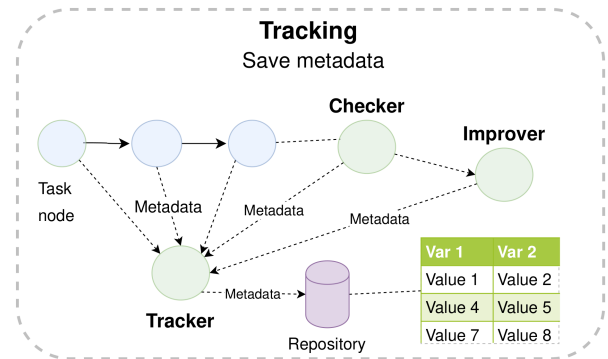 Tracking
Save metadata
Checker
Improver
Task
node
Metadata
Metadata
Metadata
Var 1 Var 2
Value 1 Value 2
Value 4 Value 5
Value 7 Value 8
Metadata
Tracker
Repository